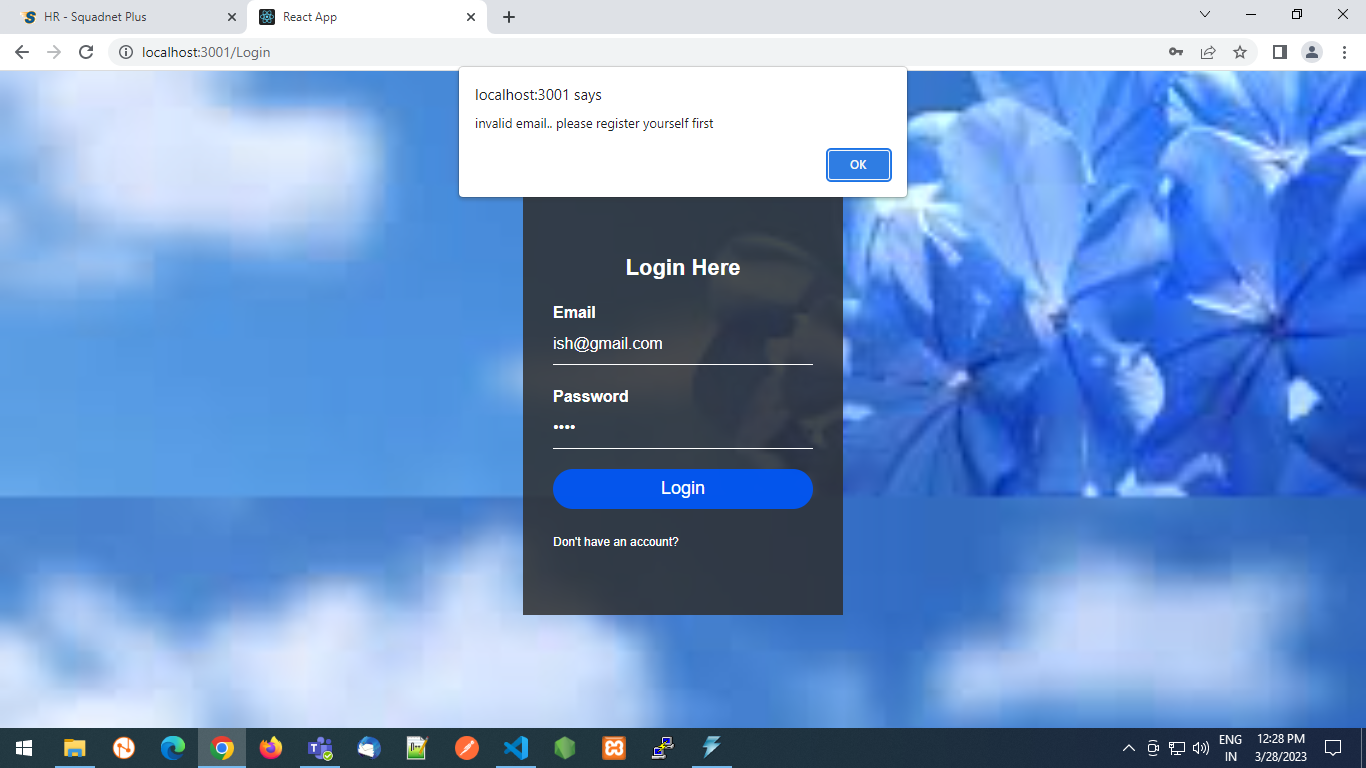 HR - Squadnet Plus
React App
localhost:3001/Login
localhost:3001 says
invalid email.. please register yourself first
OK
Login Here
Email
ish@gmail.com
Password
••••
Login
Don't have an account?
ENG
IN
12:28 PM
3/28/2023